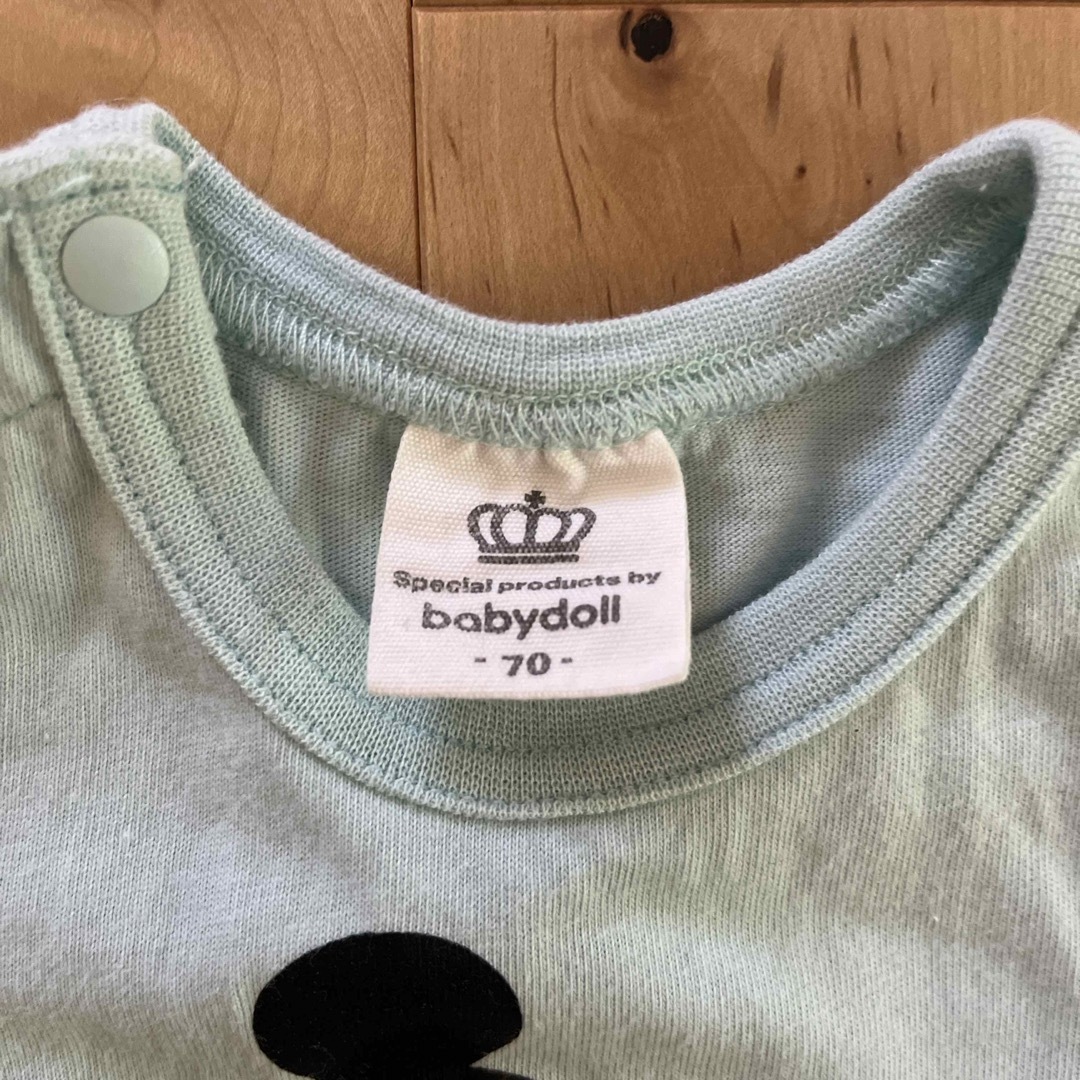 Special products by
babydoll
- 70 -